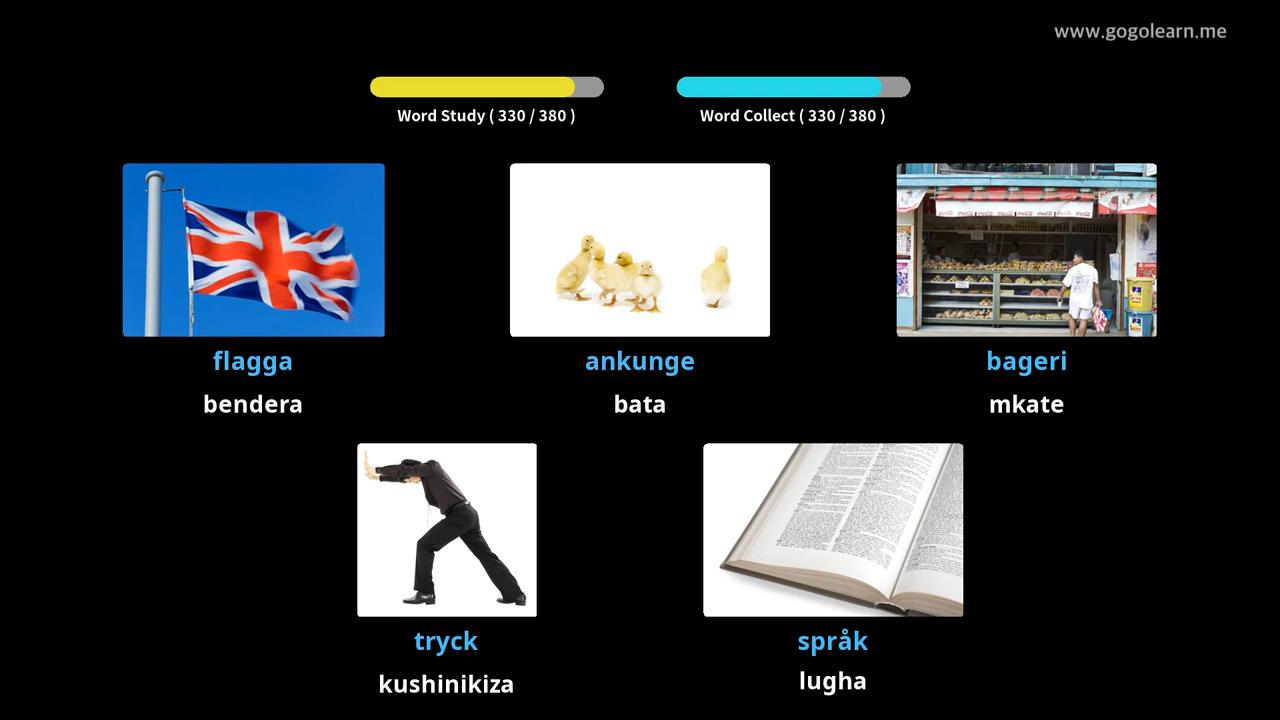 www.gogolearn.me
Word Study ( 330 / 380 )
Word Collect ( 330 / 380 )
flagga
ankunge
bageri
bendera
bata
mkate
tryck
språk
kushinikiza
lugha